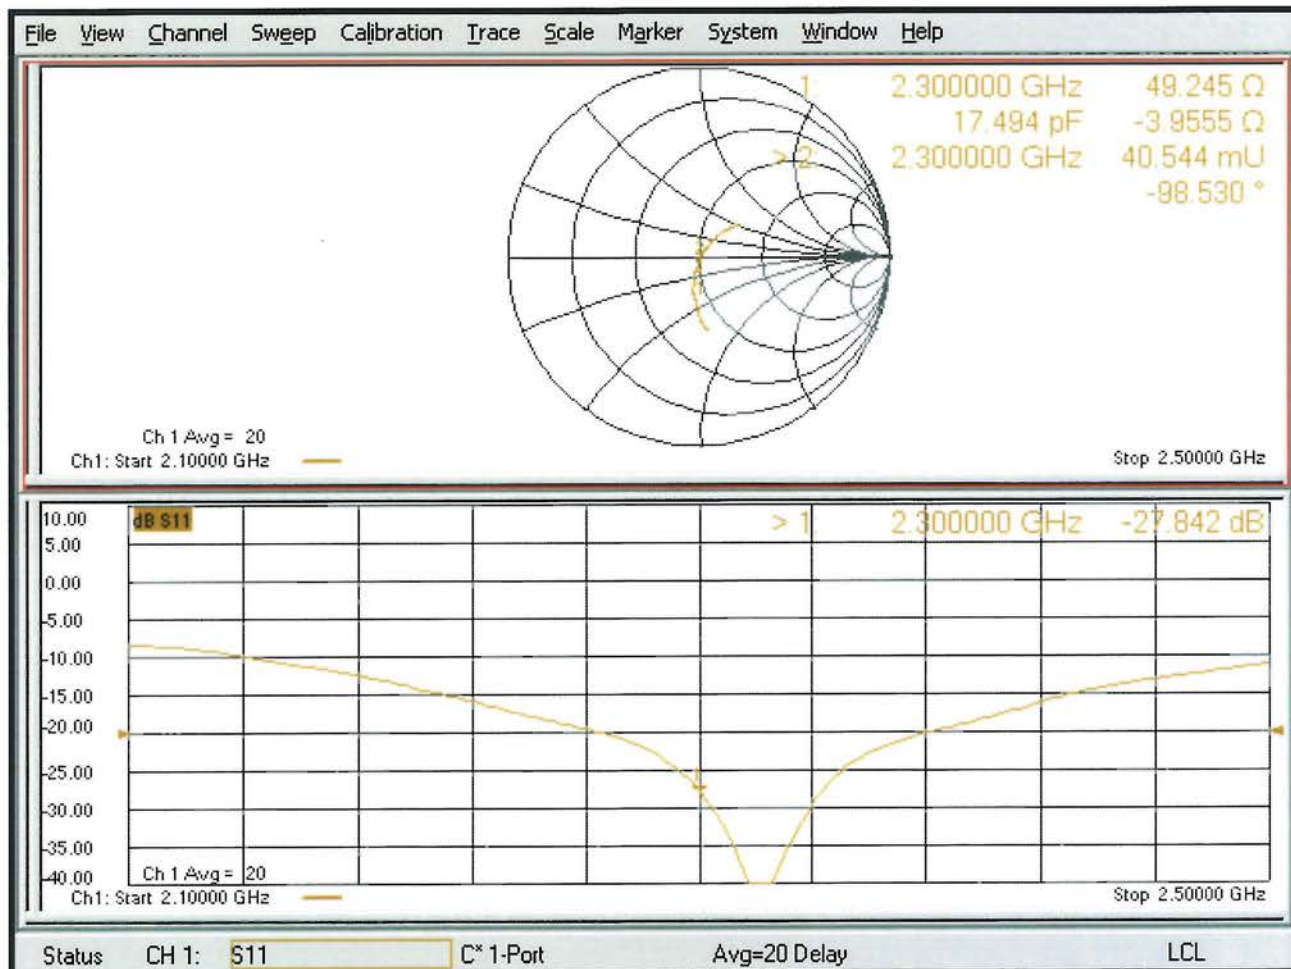 File View Channel Sweep Calibration Trace Scale Marker System Window Help
1: 2.300000 GHz 49.245 Ω
17.494 pF -3.9555 Ω
> 2: 2.300000 GHz 40.544 mU
-98.530 °
Ch 1 Avg = 20
Ch1: Start 2.10000 GHz
Stop 2.50000 GHz
10.00
dB S11
> 1: 2.300000 GHz -27.842 dB
5.00
0.00
-5.00
-10.00
-15.00
-20.00
-25.00
-30.00
-35.00
-40.00
1
Ch 1 Avg = 20
Ch1: Start 2.10000 GHz
Stop 2.50000 GHz
Status CH 1: S11 C* 1-Port Avg=20 Delay LCL